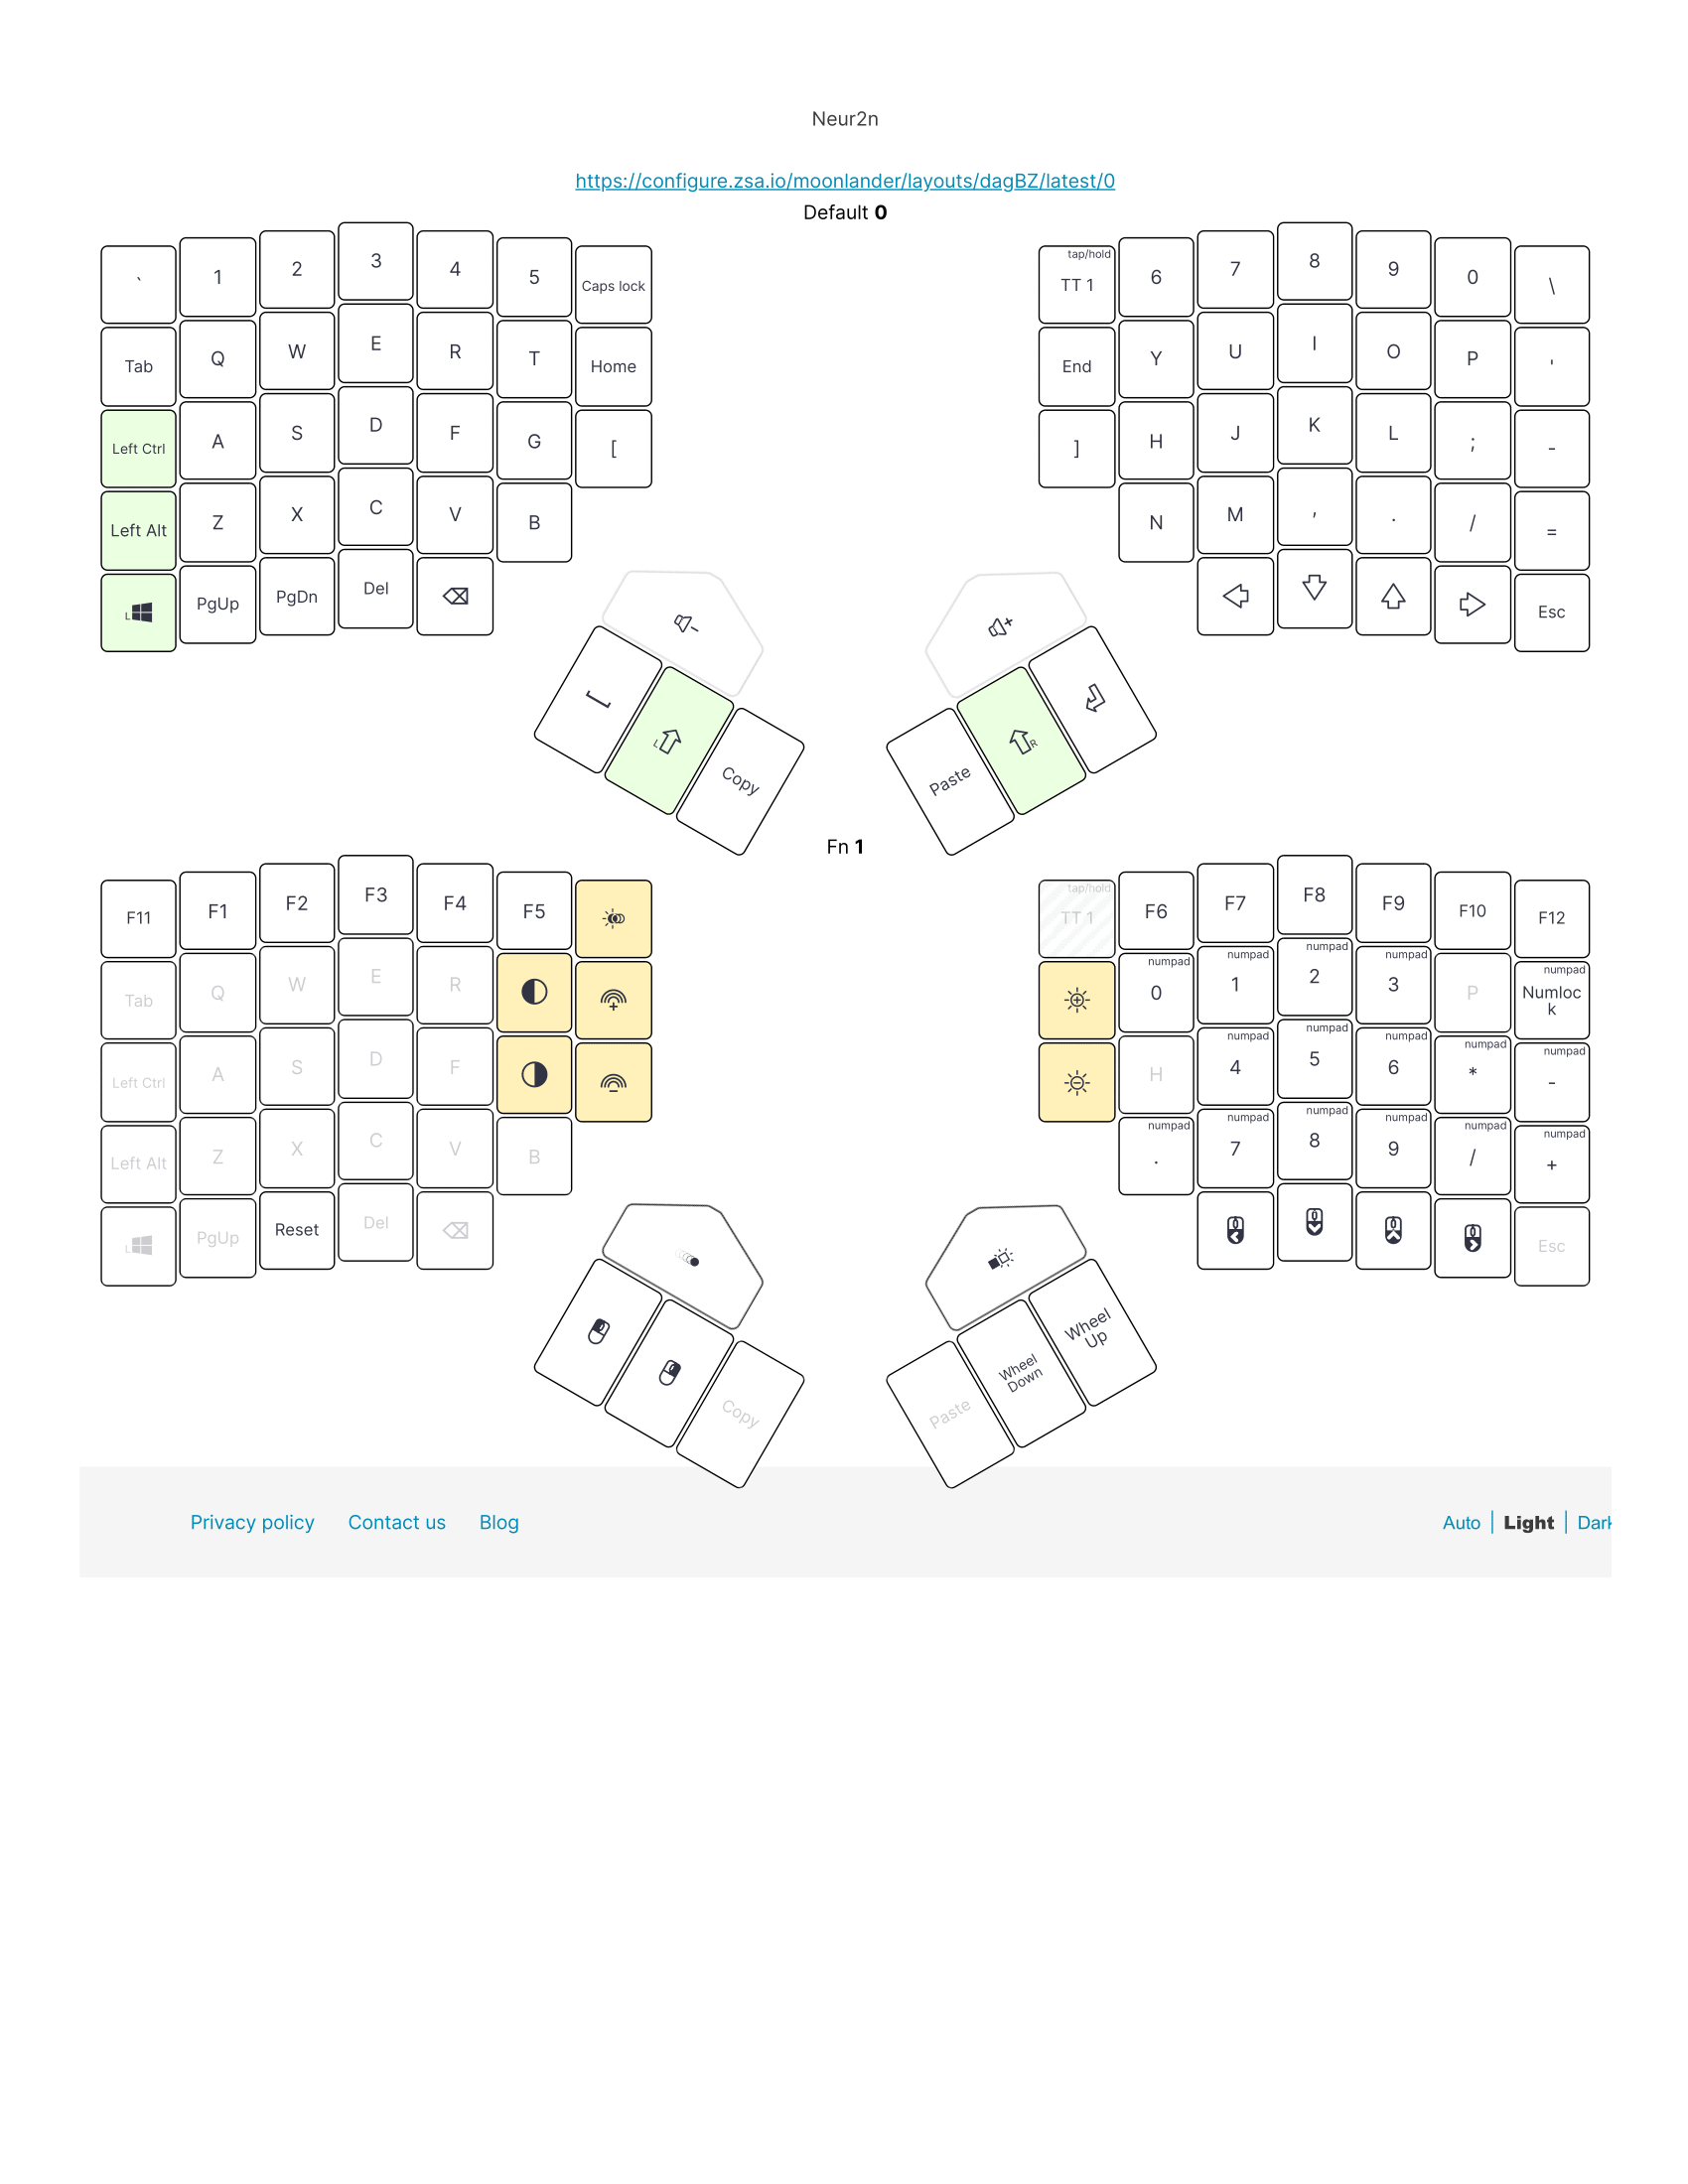 Neur2n
https://configure.zsa.io/moonlander/layouts/dagBZ/latest/0
Default 0
` 1 2 3 4 5 Caps lock tap/hold TT 1 6 7 8 9 0 \
Tab Q W E R T Home End Y U I O P '
Left Ctrl A S D F G [ ] H J K L ; -
Left Alt Z X C V B N M , . / =
L PgUp PgDn Del Esc
L Copy Paste R
Fn 1
F11 F1 F2 F3 F4 F5 tap/hold TT 1 F6 F7 F8 F9 F10 F12
Tab Q W E R numpad 0 numpad 1 numpad 2 numpad 3 P numpad Numloc
k
Left Ctrl A S D F H numpad 4 numpad 5 numpad 6 numpad * numpad -
Left Alt Z X C V B numpad . numpad 7 numpad 8 numpad 9 numpad / numpad +
L PgUp Reset Del Esc
Copy Paste Wheel
Down Wheel
Up
Privacy policy Contact us Blog Auto | Light | Dark